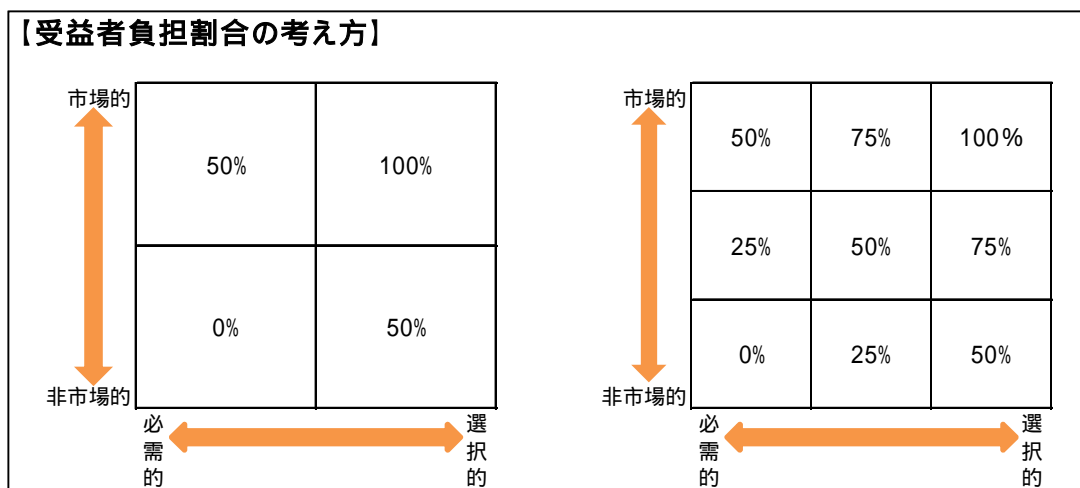 【受益者負担割合の考え方】
市場的
50% 100%
0% 50%
非市場的
必需的 選択的
市場的
50% 75% 100%
25% 50% 75%
0% 25% 50%
非市場的
必需的 選択的